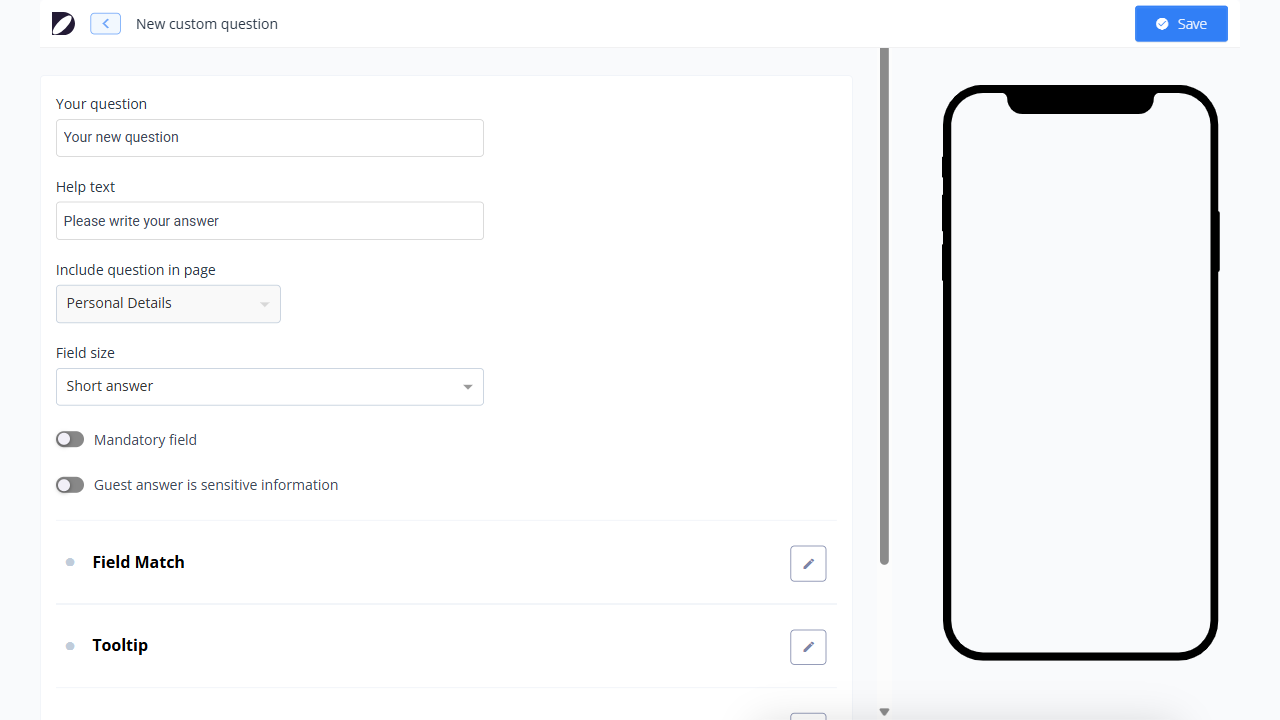 New custom question
Save
Your question
Your new question
Help text
Please write your answer
Include question in page
Personal Details
Field size
Short answer
Mandatory field
Guest answer is sensitive information
Field Match
Tooltip